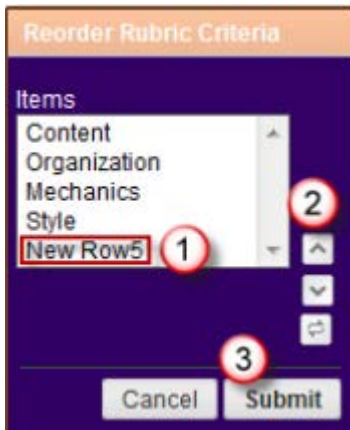 Reorder Rubric Criteria
Items
Content
Organization
Mechanics
Style
New Row5
1
2
3
Cancel
Submit